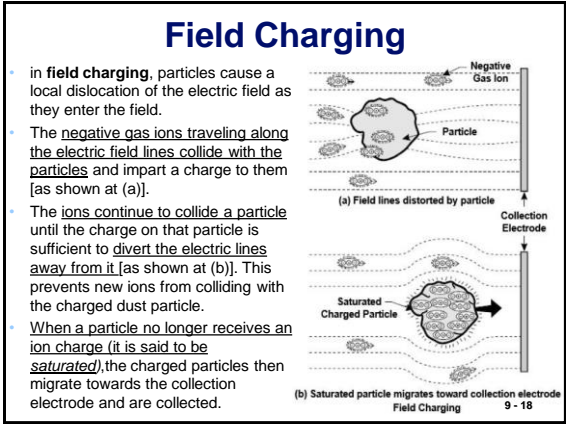 Field Charging
in field charging, particles cause a
local dislocation of the electric field as
they enter the field.
The negative gas ions traveling along
the electric field lines collide with the
particles and impart a charge to them
[as shown at (a)].
The ions continue to collide a particle
until the charge on that particle is
sufficient to divert the electric lines
away from it [as shown at (b)]. This
prevents new ions from colliding with
the charged dust particle.
When a particle no longer receives an
ion charge (it is said to be
saturated),the charged particles then
migrate towards the collection
electrode and are collected.
Negative
Gas Ion
Particle
(a) Field lines distorted by particle
Collection
Electrode
Saturated
Charged Particle
(b) Saturated particle migrates toward collection electrode
Field Charging
9 - 18